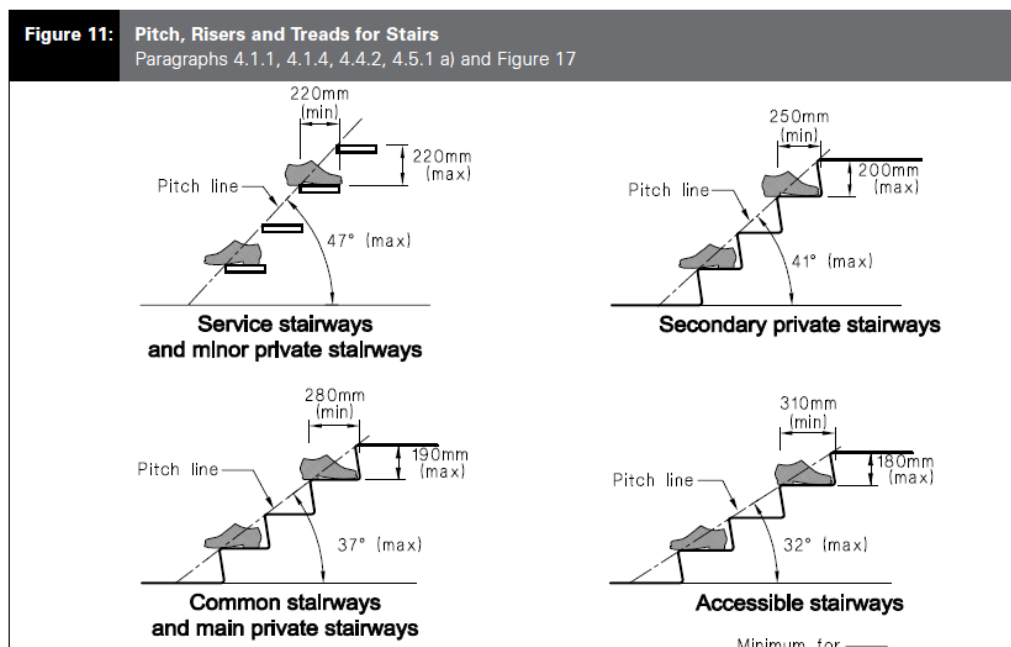 Figure 11: Pitch, Risers and Treads for Stairs
Paragraphs 4.1.1, 4.1.4, 4.4.2, 4.5.1 a) and Figure 17
220mm
(min)
220mm
(max)
Pitch line
47° (max)
Service stairways
and minor private stairways
250mm
(min)
200mm
(max)
Pitch line
41° (max)
Secondary private stairways
280mm
(min)
190mm
(max)
Pitch line
37° (max)
Common stairways
and main private stairways
310mm
(min)
180mm
(max)
Pitch line
32° (max)
Accessible stairways
Minimum for